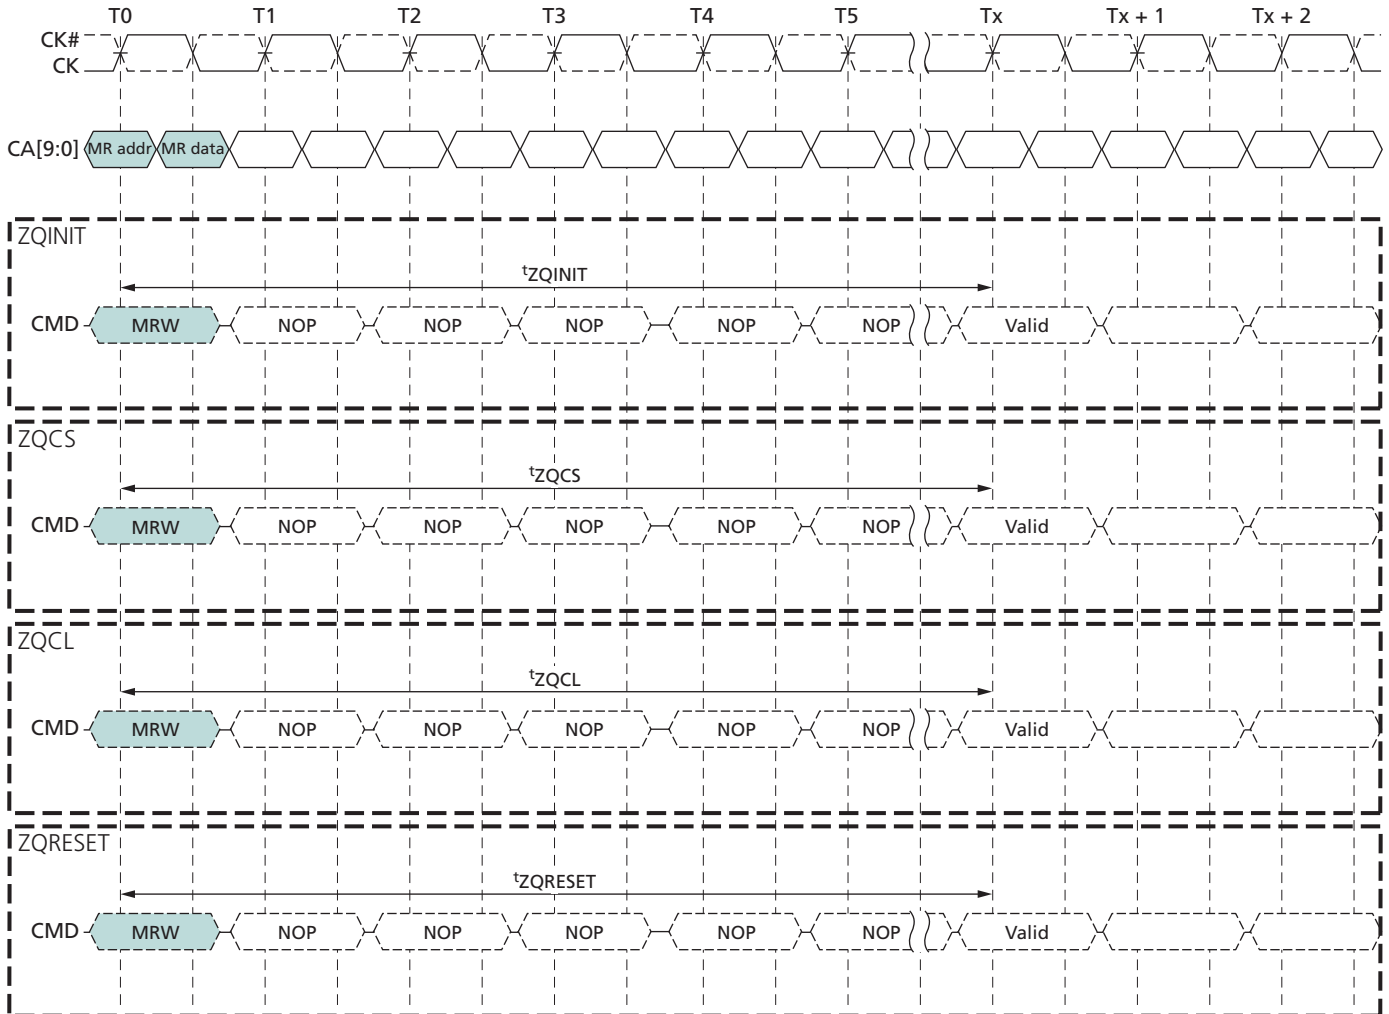 T0 T1 T2 T3 T4 T5 Tx Tx + 1 Tx + 2
CK#
CK
CA[9:0] MR addr MR data
ZQINIT
tZQINIT
CMD MRW NOP NOP NOP NOP NOP Valid
ZQCS
tZQCS
CMD MRW NOP NOP NOP NOP NOP Valid
ZQCL
tZQCL
CMD MRW NOP NOP NOP NOP NOP Valid
ZQRESET
tZQRESET
CMD MRW NOP NOP NOP NOP NOP Valid